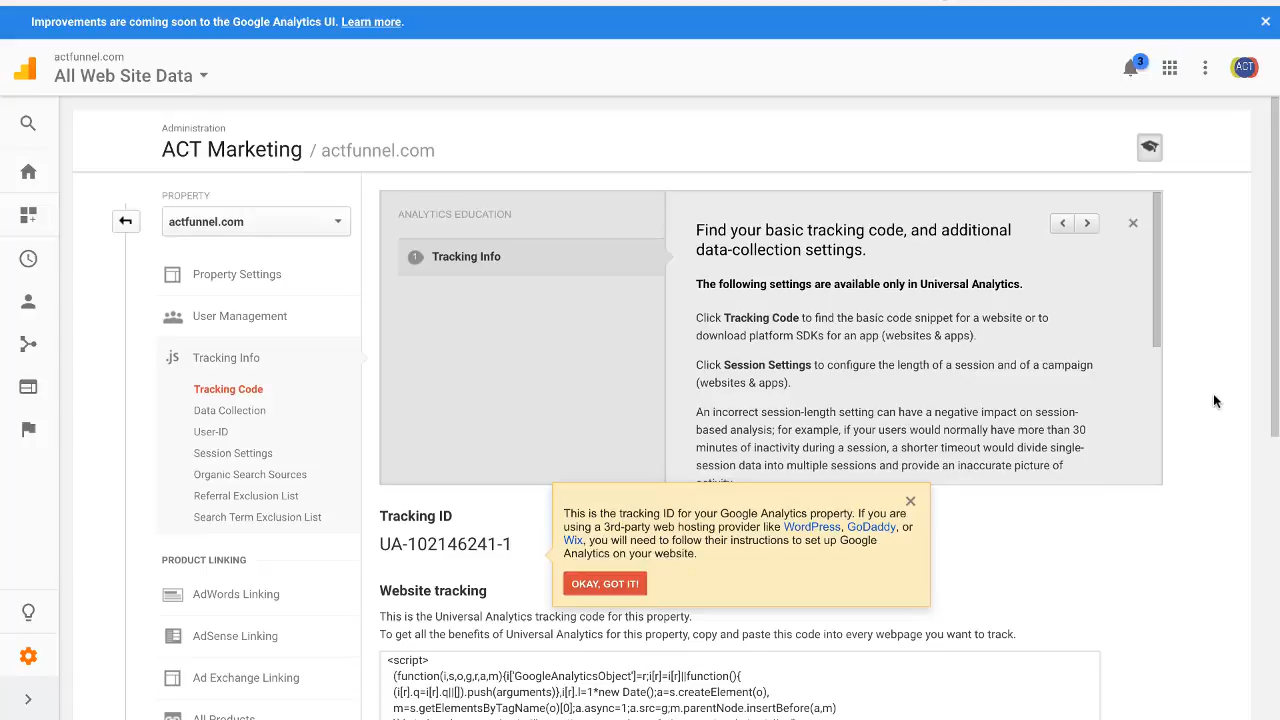 Improvements are coming soon to the Google Analytics UI. Learn more.
actfunnel.com
All Web Site Data
3
ACT
Administration
ACT Marketing / actfunnel.com
PROPERTY
actfunnel.com
Property Settings
User Management
.js Tracking Info
Tracking Code
Data Collection
User-ID
Session Settings
Organic Search Sources
Referral Exclusion List
Search Term Exclusion List
PRODUCT LINKING
AdWords Linking
AdSense Linking
Ad Exchange Linking
All Products
ANALYTICS EDUCATION
1 Tracking Info
Find your basic tracking code, and additional
data-collection settings.
The following settings are available only in Universal Analytics.
Click Tracking Code to find the basic code snippet for a website or to
download platform SDKs for an app (websites & apps).
Click Session Settings to configure the length of a session and of a campaign
(websites & apps).
An incorrect session-length setting can have a negative impact on session-
based analysis; for example, if your users would normally have more than 30
minutes of inactivity during a session, a shorter timeout would divide single-
session data into multiple sessions and provide an inaccurate picture of
activity.
Tracking ID
UA-102146241-1
This is the tracking ID for your Google Analytics property. If you are
using a 3rd-party web hosting provider like WordPress, GoDaddy, or
Wix, you will need to follow their instructions to set up Google
Analytics on your website.
OKAY, GOT IT!
Website tracking
This is the Universal Analytics tracking code for this property.
To get all the benefits of Universal Analytics for this property, copy and paste this code into every webpage you want to track.
<script>
(function(i,s,o,g,r,a,m){i['GoogleAnalyticsObject']=r;i[r]=i[r]||function(){
(i[r].q=i[r].q||[]).push(arguments)},i[r].l=1*new Date();a=s.createElement(o),
m=s.getElementsByTagName(o)[0];a.async=1;a.src=g;m.parentNode.insertBefore(a,m)